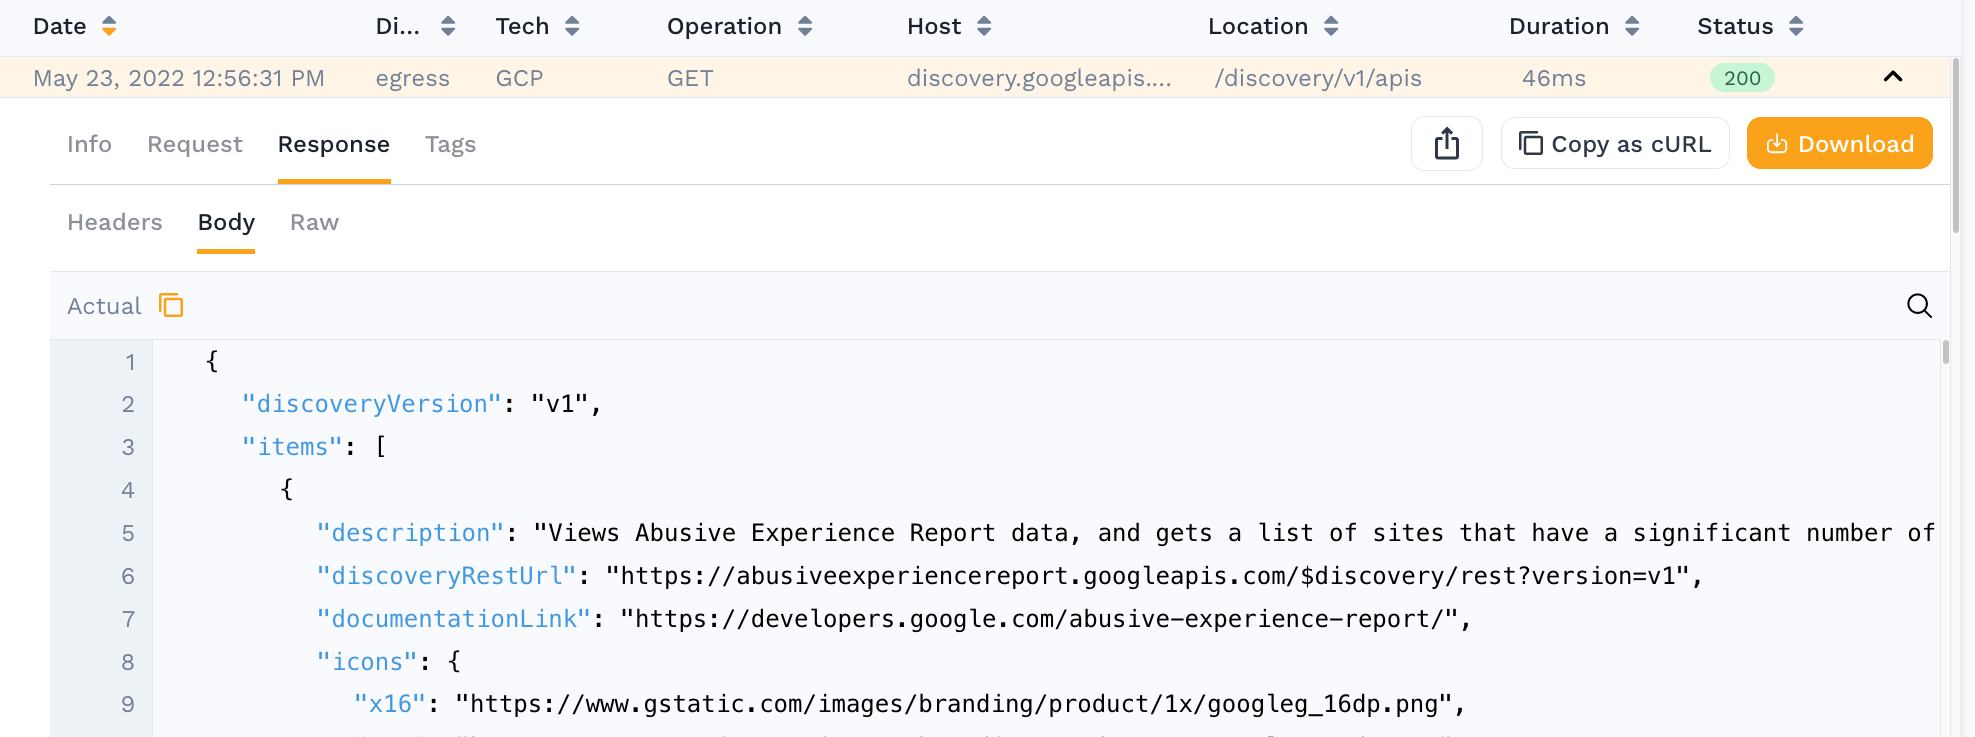 Date Di... Tech Operation Host Location Duration Status
May 23, 2022 12:56:31 PM egress GCP GET discovery.googleapis.... /discovery/v1/apis 46ms 200
Info Request Response Tags Copy as cURL Download
Headers Body Raw
Actual
1 {
2 "discoveryVersion": "v1",
3 "items": [
4 {
5 "description": "Views Abusive Experience Report data, and gets a list of sites that have a significant number of
6 "discoveryRestUrl": "https://abusiveexperiencereport.googleapis.com/$discovery/rest?version=v1",
7 "documentationLink": "https://developers.google.com/abusive-experience-report/",
8 "icons": {
9 "x16": "https://www.gstatic.com/images/branding/product/1x/googleg_16dp.png",